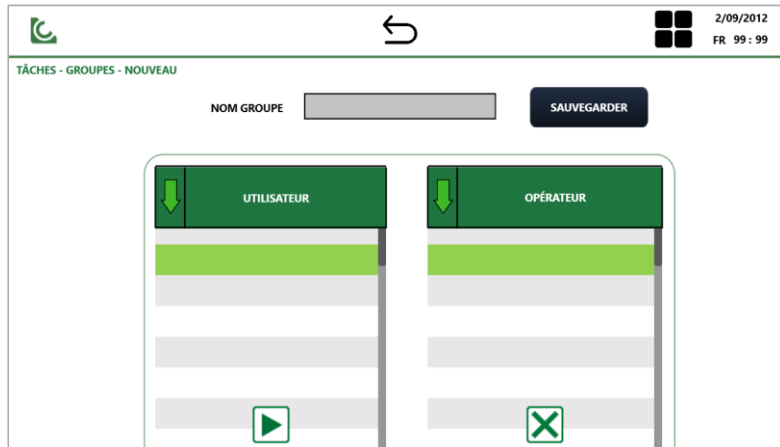 2/09/2012
FR 99 : 99
TÂCHES - GROUPES - NOUVEAU
NOM GROUPE
SAUVEGARDER
UTILISATEUR
OPÉRATEUR